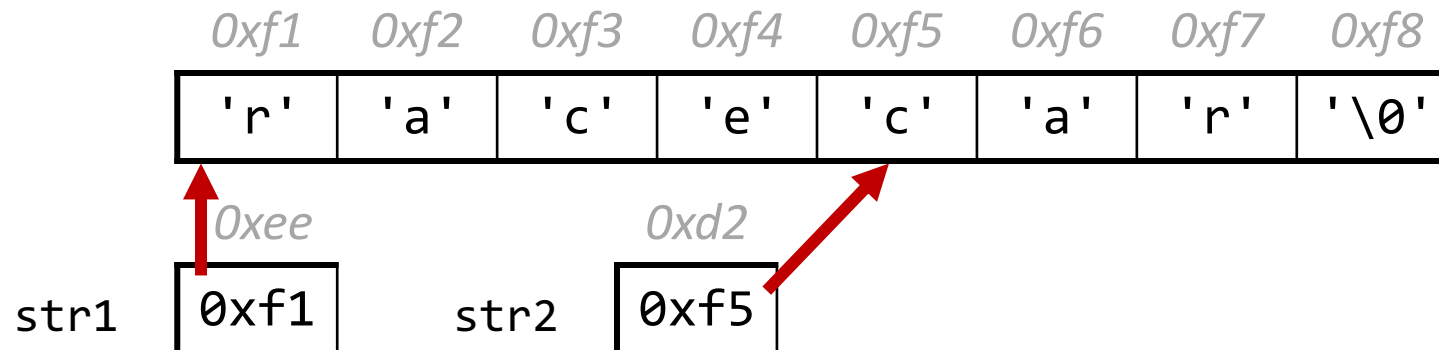 0xf1 0xf2 0xf3 0xf4 0xf5 0xf6 0xf7 0xf8
'r' 'a' 'c' 'e' 'c' 'a' 'r' '\0'
0xee 0xd2
str1 0xf1 str2 0xf5